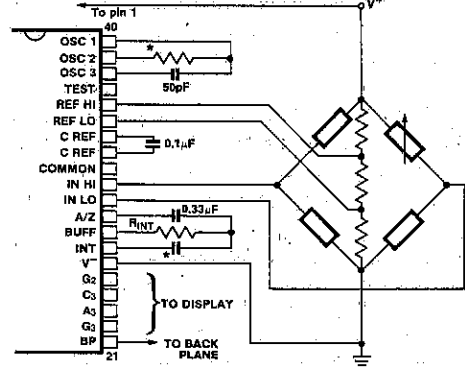 To pin 1
V+
40
OSC 1
OSC 2
*
OSC 3
50pF
TEST
REF HI
REF LO
C REF
0.1μF
C REF
COMMON
IN HI
IN LO
0.33μF
A/Z
BUFF
RINT
INT
*
V−
G2
C3
TO DISPLAY
A3
G3
BP
TO BACK
PLANE
21